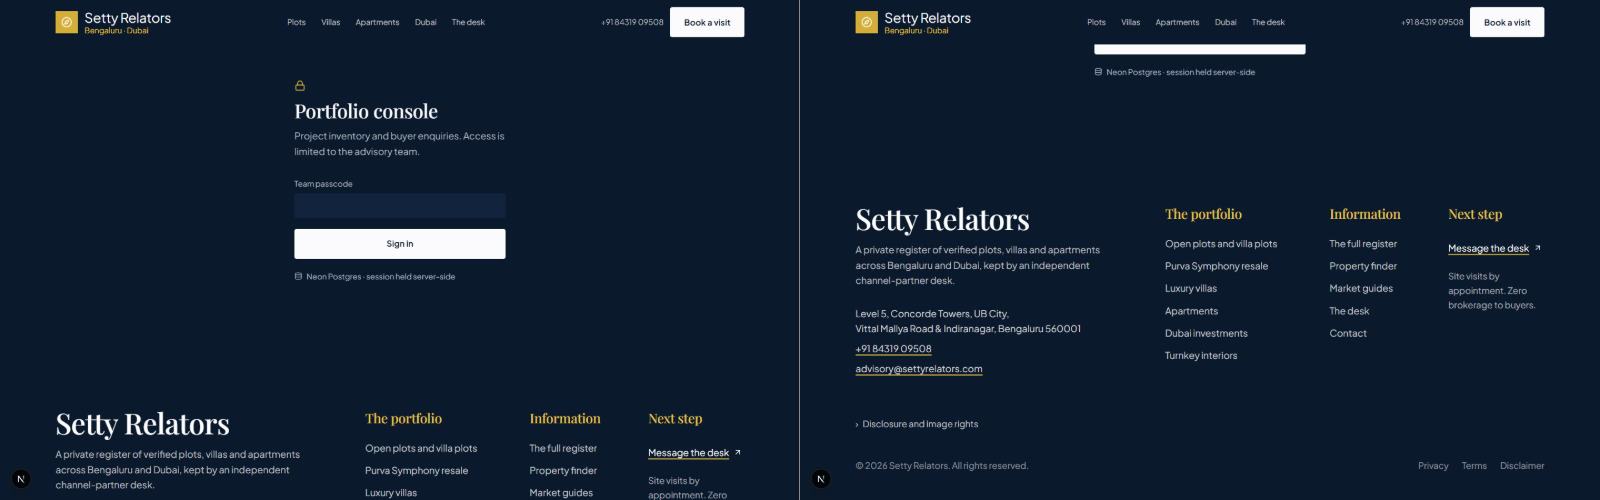 Setty Relators
Bengaluru · Dubai
Plots Villas Apartments Dubai The desk
+91 84319 09508
Book a visit
Portfolio console
Project inventory and buyer enquiries. Access is
limited to the advisory team.
Team passcode
Sign in
Neon Postgres · session held server-side
Setty Relators
A private register of verified plots, villas and apartments
across Bengaluru and Dubai, kept by an independent
channel-partner desk.
The portfolio
Open plots and villa plots
Purva Symphony resale
Luxury villas
Information
The full register
Property finder
Market guides
Next step
Message the desk ↗
Site visits by
appointment. Zero
N
Setty Relators
Bengaluru · Dubai
Plots Villas Apartments Dubai The desk
+91 84319 09508
Book a visit
Neon Postgres · session held server-side
Setty Relators
A private register of verified plots, villas and apartments
across Bengaluru and Dubai, kept by an independent
channel-partner desk.
Level 5, Concorde Towers, UB City,
Vittal Mallya Road & Indiranagar, Bengaluru 560001
+91 84319 09508
advisory@settyrelators.com
The portfolio
Open plots and villa plots
Purva Symphony resale
Luxury villas
Apartments
Dubai investments
Turnkey interiors
Information
The full register
Property finder
Market guides
The desk
Contact
Next step
Message the desk ↗
Site visits by
appointment. Zero
brokerage to buyers.
› Disclosure and image rights
© 2026 Setty Relators. All rights reserved.
Privacy Terms Disclaimer
N